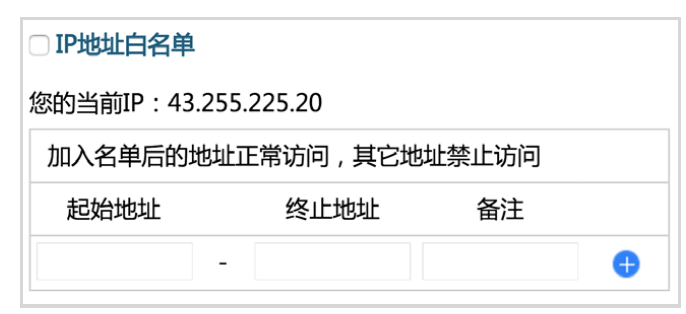 IP地址白名单
您的当前IP：43.255.225.20
加入名单后的地址正常访问，其它地址禁止访问
起始地址 终止地址 备注
-